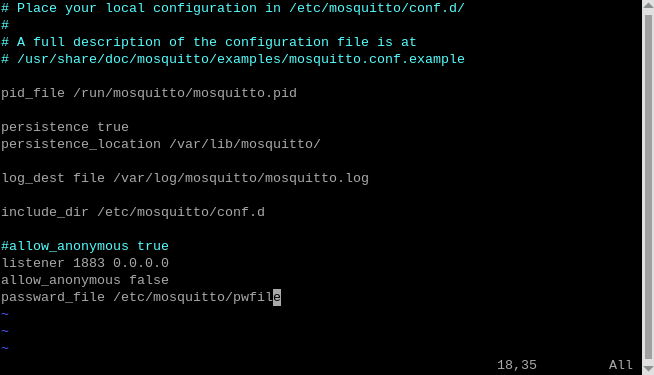 # Place your local configuration in /etc/mosquitto/conf.d/
#
# A full description of the configuration file is at
# /usr/share/doc/mosquitto/examples/mosquitto.conf.example
pid_file /run/mosquitto/mosquitto.pid
persistence true
persistence_location /var/lib/mosquitto/
log_dest file /var/log/mosquitto/mosquitto.log
include_dir /etc/mosquitto/conf.d
#allow_anonymous true
listener 1883 0.0.0.0
allow_anonymous false
passward_file /etc/mosquitto/pwfile
~
~
~
18,35 All